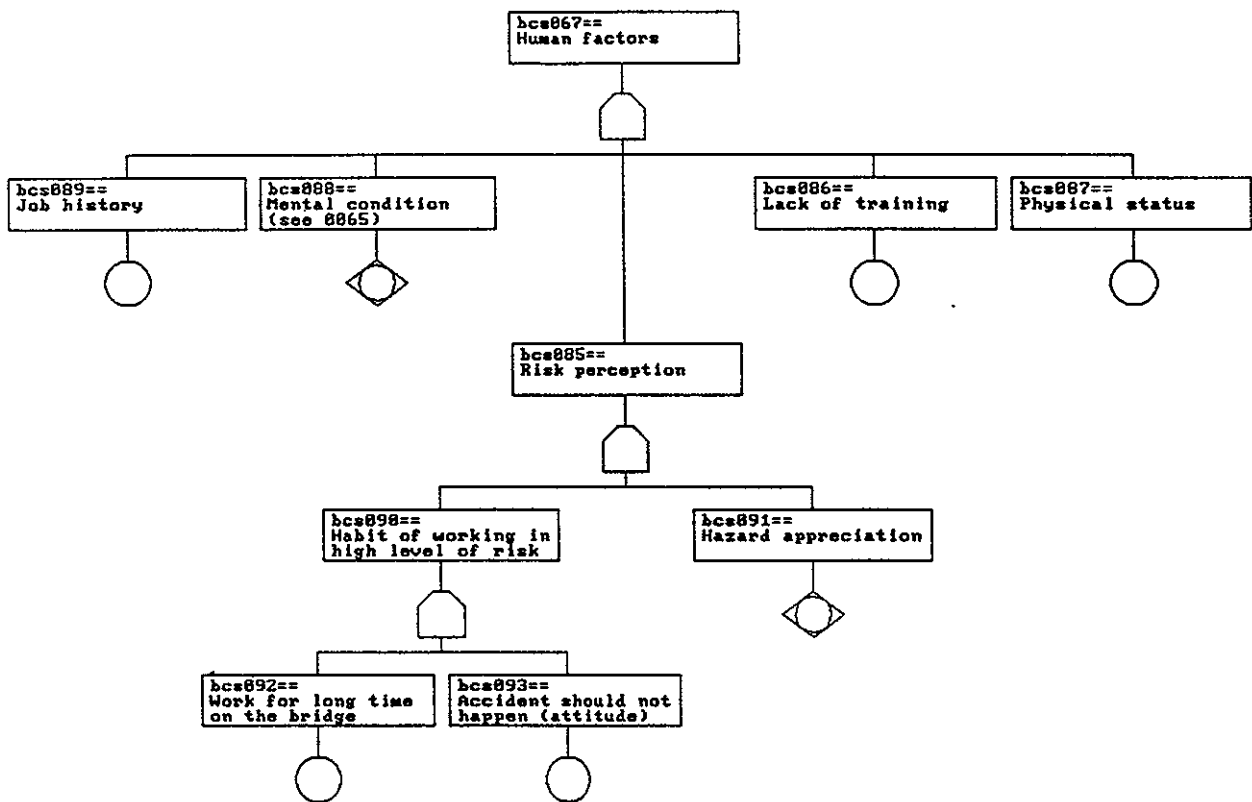 bcs067==
Human factors
bcs089==
Job history
bcs088==
Mental condition
(see 0065)
bcs086==
Lack of training
bcs087==
Physical status
bcs085==
Risk perception
bcs090==
Habit of working in
high level of risk
bcs091==
Hazard appreciation
bcs092==
Work for long time
on the bridge
bcs093==
Accident should not
happen (attitude)